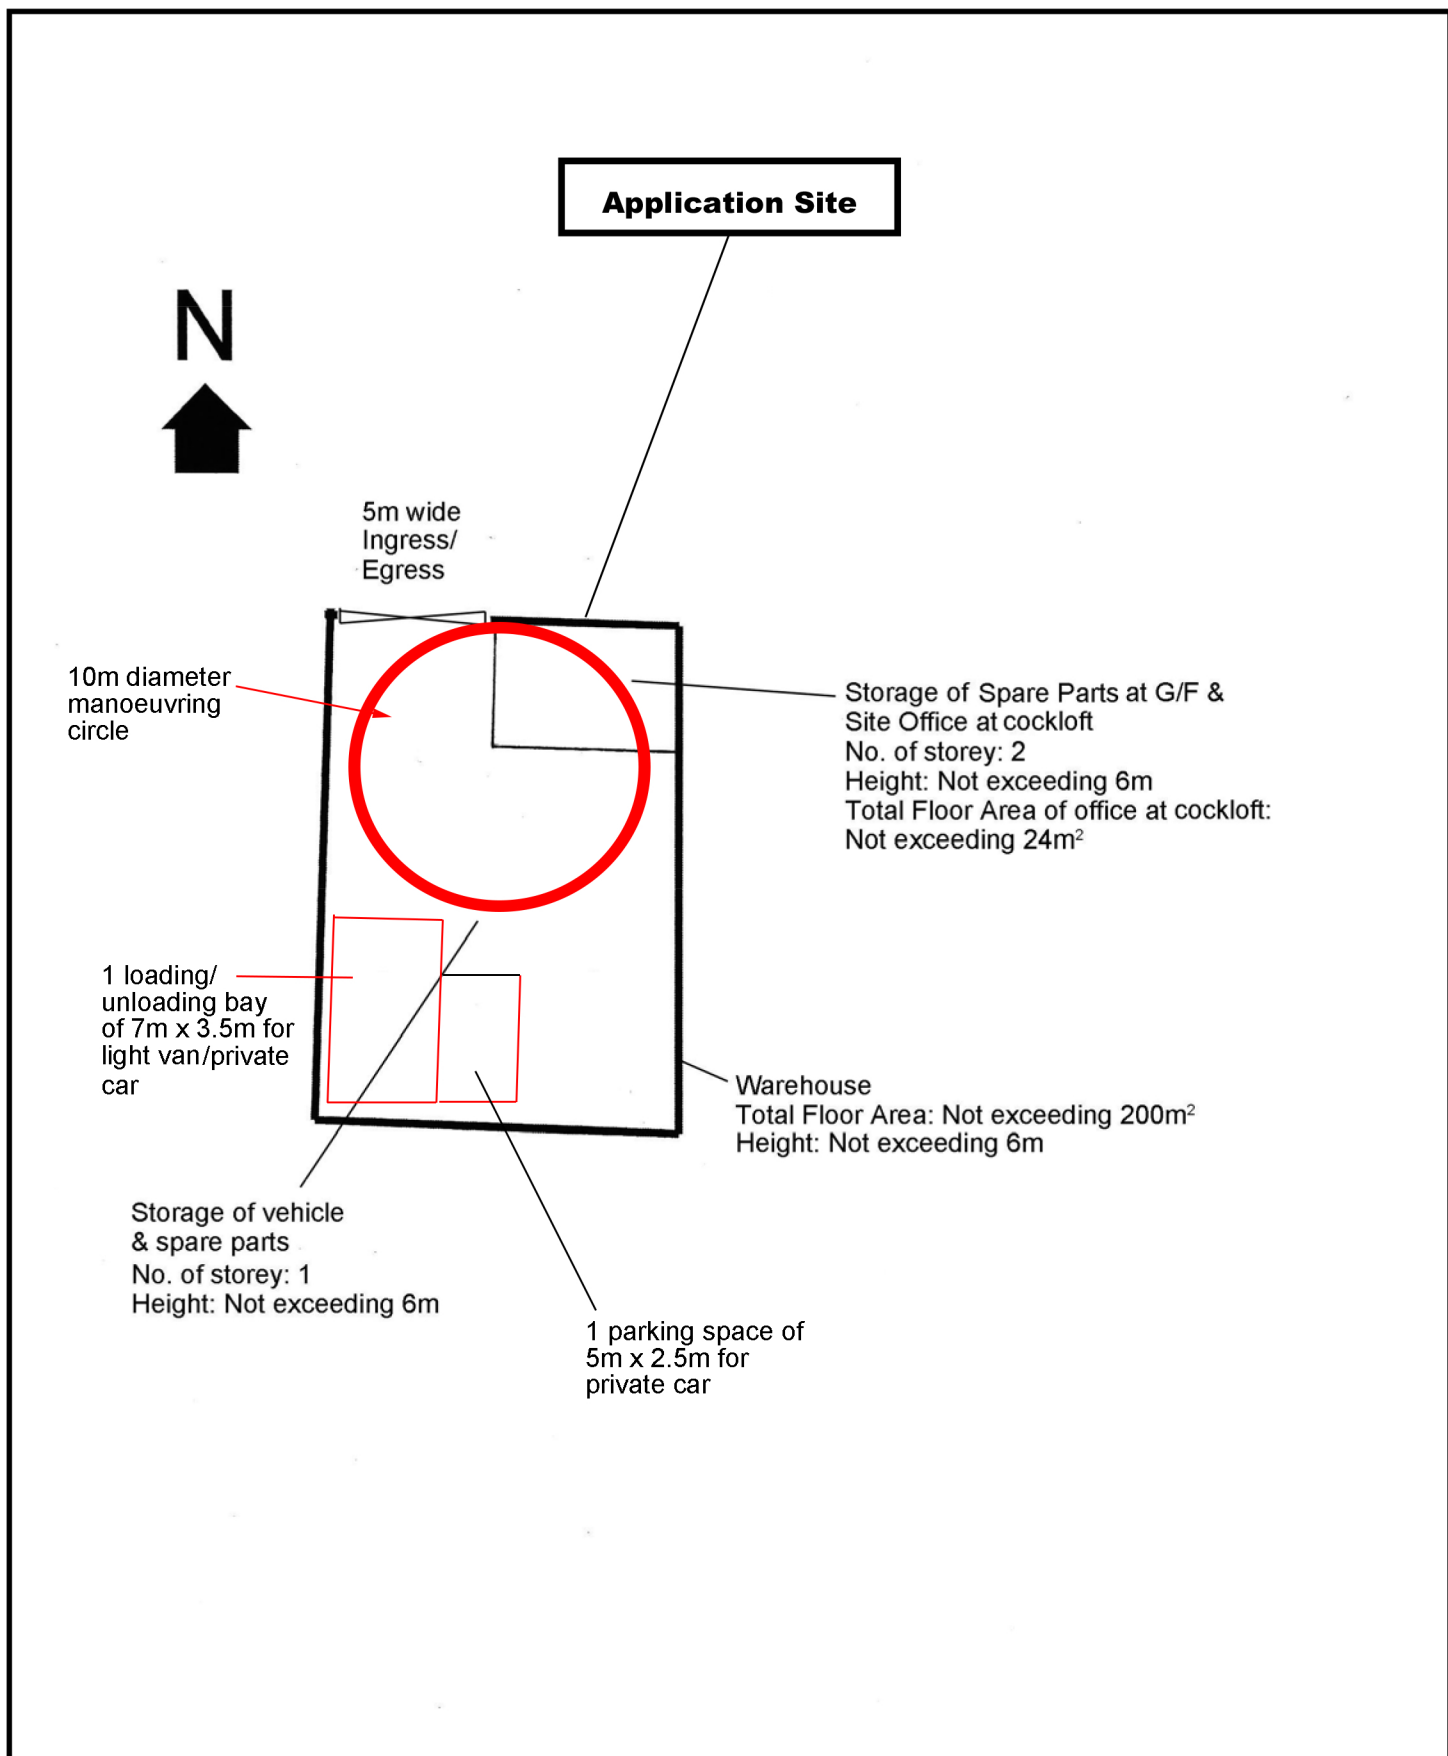 Application Site
N
5m wide
Ingress/
Egress
10m diameter
manoeuvring
circle
Storage of Spare Parts at G/F &
Site Office at cockloft
No. of storey: 2
Height: Not exceeding 6m
Total Floor Area of office at cockloft:
Not exceeding 24m²
1 loading/
unloading bay
of 7m x 3.5m for
light van/private
car
Warehouse
Total Floor Area: Not exceeding 200m²
Height: Not exceeding 6m
Storage of vehicle
& spare parts
No. of storey: 1
Height: Not exceeding 6m
1 parking space of
5m x 2.5m for
private car